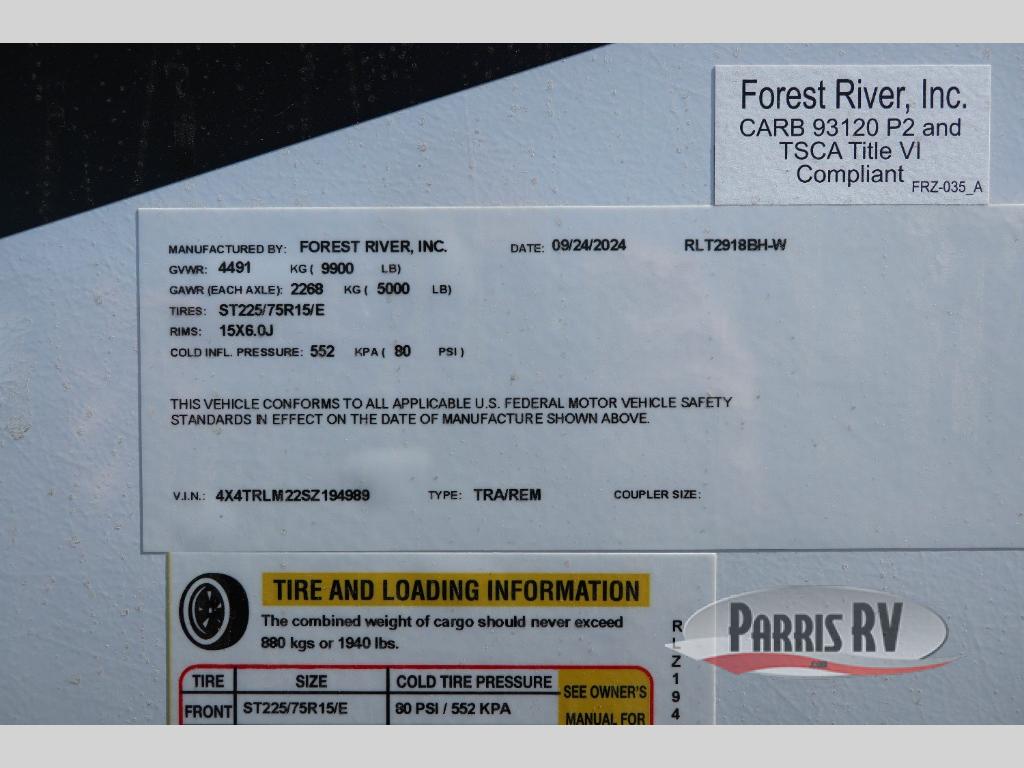 Forest River, Inc.
CARB 93120 P2 and
TSCA Title VI
Compliant FRZ-035_A
MANUFACTURED BY: FOREST RIVER, INC. DATE: 09/24/2024 RLT2918BH-W
GVWR: 4491 KG ( 9900 LB)
GAWR (EACH AXLE): 2268 KG ( 5000 LB)
TIRES: ST225/75R15/E
RIMS: 15X6.0J
COLD INFL. PRESSURE: 552 KPA ( 80 PSI )
THIS VEHICLE CONFORMS TO ALL APPLICABLE U.S. FEDERAL MOTOR VEHICLE SAFETY
STANDARDS IN EFFECT ON THE DATE OF MANUFACTURE SHOWN ABOVE.
V.I.N.: 4X4TRLM22SZ194989 TYPE: TRA/REM COUPLER SIZE:
TIRE AND LOADING INFORMATION
The combined weight of cargo should never exceed
880 kgs or 1940 lbs.
TIRE SIZE COLD TIRE PRESSURE SEE OWNER'S
MANUAL FOR
FRONT ST225/75R15/E 80 PSI / 552 KPA
RLZ194
PARRIS RV
.com